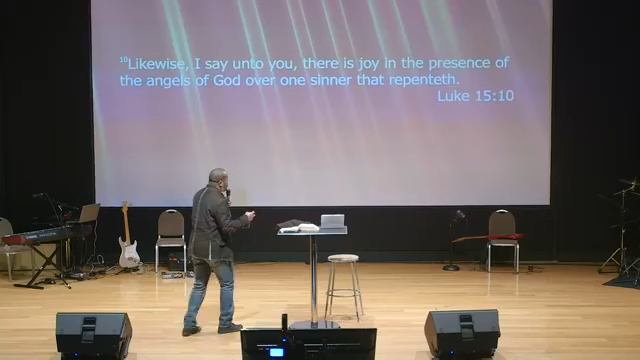 ¹⁰Likewise, I say unto you, there is joy in the presence of
the angels of God over one sinner that repenteth.
Luke 15:10